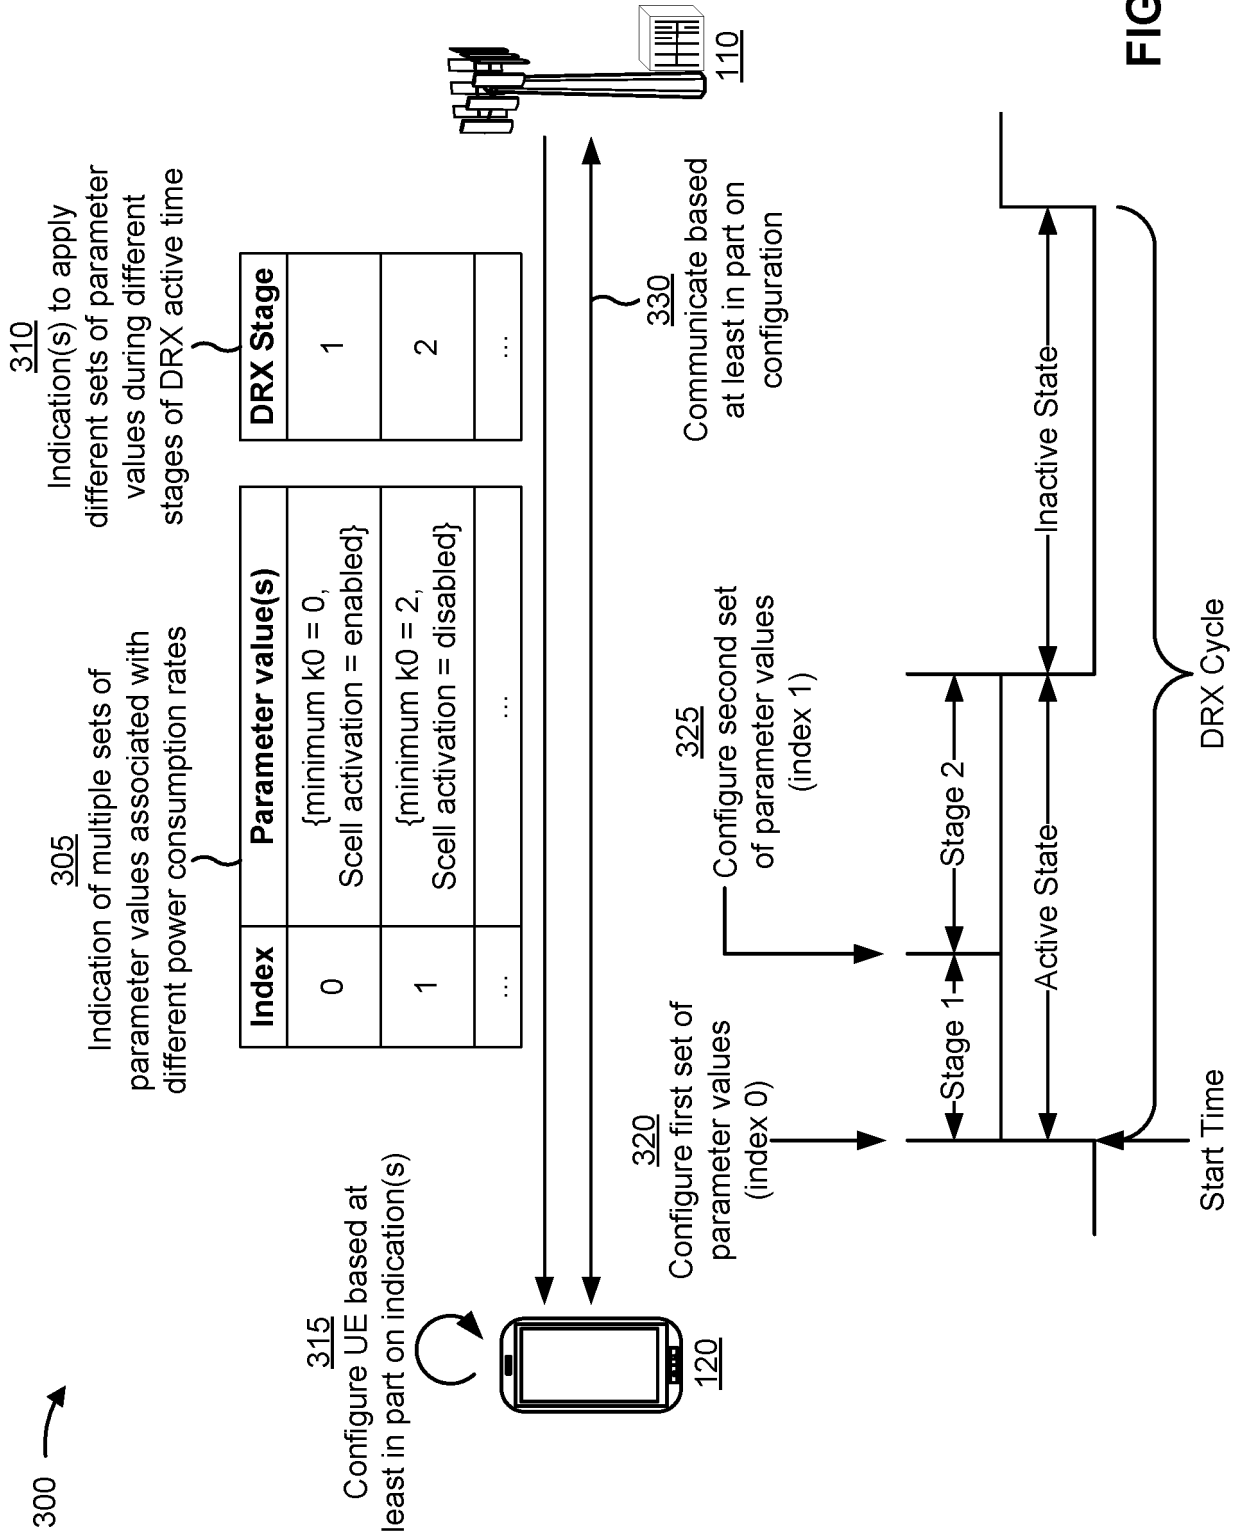 300
305
Indication of multiple sets of
parameter values associated with
different power consumption rates
310
Indication(s) to apply
different sets of parameter
values during different
stages of DRX active time
Index
Parameter value(s)
0
{minimum k0 = 0,
Scell activation = enabled}
1
{minimum k0 = 2,
Scell activation = disabled}
...
...
DRX Stage
1
2
...
315
Configure UE based at
least in part on indication(s)
120
110
330
Communicate based
at least in part on
configuration
320
Configure first set of
parameter values
(index 0)
325
Configure second set
of parameter values
(index 1)
Stage 1
Stage 2
Active State
Inactive State
Start Time
DRX Cycle
FIG